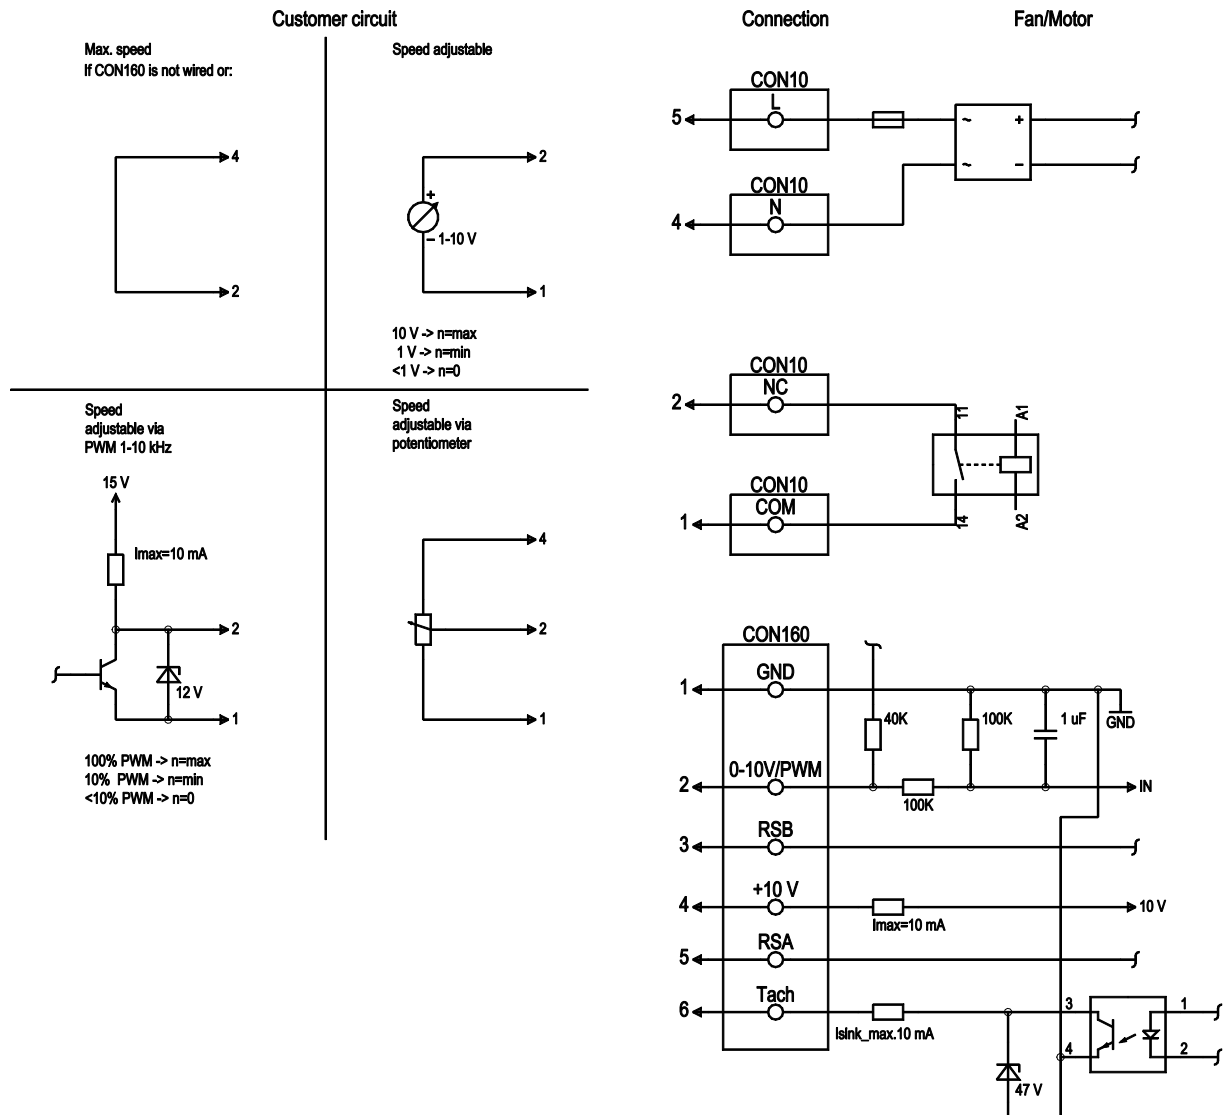 Customer circuit
Max. speed
If CON160 is not wired or:
4
2
Speed adjustable
2
+
– 1-10 V
1
10 V -> n=max
1 V -> n=min
<1 V -> n=0
Speed
adjustable via
PWM 1-10 kHz
15 V
Imax=10 mA
2
12 V
1
100% PWM -> n=max
10% PWM -> n=min
<10% PWM -> n=0
Speed
adjustable via
potentiometer
4
2
1
Connection
Fan/Motor
CON10
L
5
~ +
~ –
CON10
N
4
CON10
NC
2
11
A1
CON10
COM
1
14
A2
CON160
GND
1
40K
100K
1 uF
GND
0-10V/PWM
2
IN
100K
RSB
3
+10 V
4
10 V
Imax=10 mA
RSA
5
Tach
6
3
1
Isink_max.10 mA
4
2
47 V